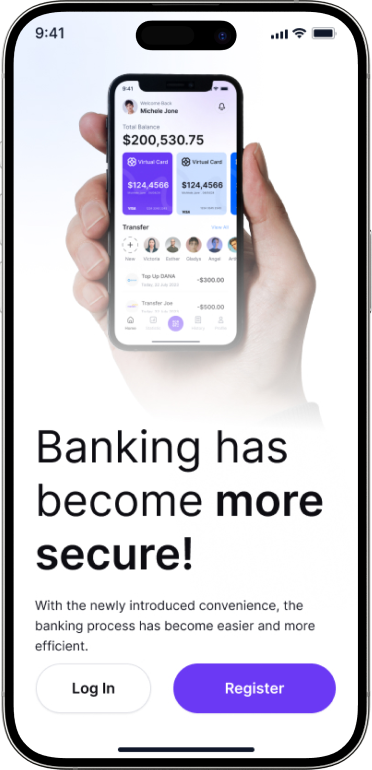 9:41
9:41
Welcome Back
Michele Jone
Total Balance
$200,530.75
Virtual Card
Virtual Card
$124,4566
$124,4566
VISA
VISA
Transfer
View All
New Victoria Esther Gladys Angel
Top Up DANA
-$300.00
Transfer Joe
-$500.00
Home
Profile
Banking has
become more
secure!
With the newly introduced convenience, the
banking process has become easier and more
efficient.
Log In
Register